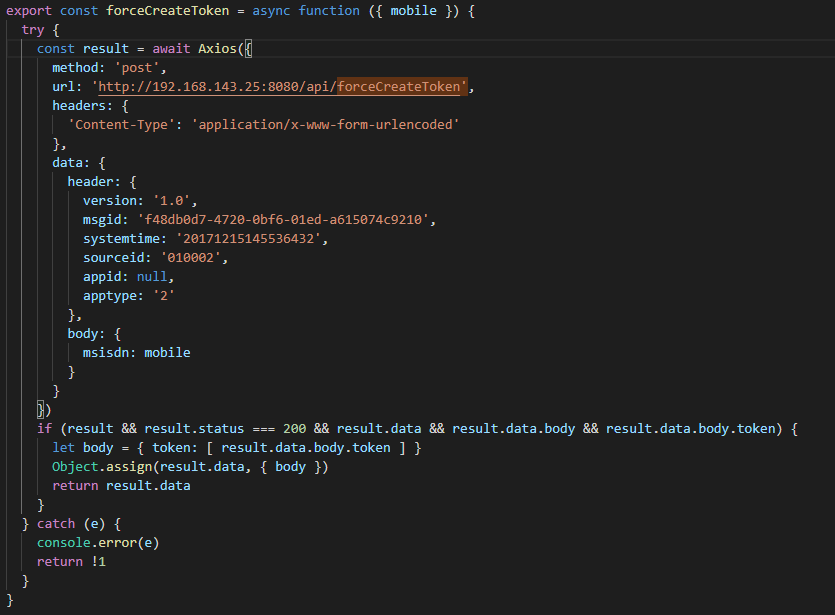 export const forceCreateToken = async function ({ mobile }) {
try {
const result = await Axios({
method: 'post',
url: 'http://192.168.143.25:8080/api/forceCreateToken',
headers: {
'Content-Type': 'application/x-www-form-urlencoded'
},
data: {
header: {
version: '1.0',
msgid: 'f48db0d7-4720-0bf6-01ed-a615074c9210',
systemtime: '20171215145536432',
sourceid: '010002',
appid: null,
apptype: '2'
},
body: {
msisdn: mobile
}
}
})
if (result && result.status === 200 && result.data && result.data.body && result.data.body.token) {
let body = { token: [ result.data.body.token ] }
Object.assign(result.data, { body })
return result.data
}
} catch (e) {
console.error(e)
return !1
}
}